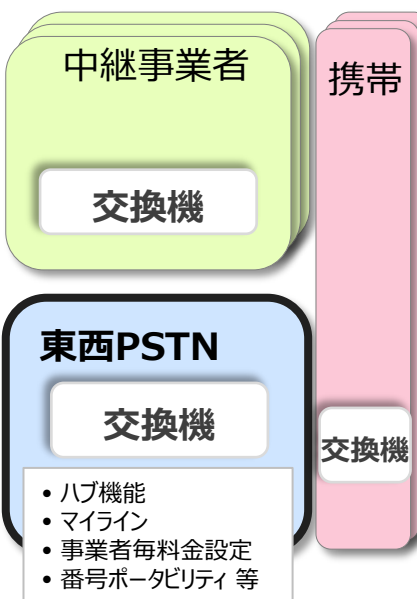 中継事業者
交換機
携帯
交換機
東西PSTN
交換機
• ハブ機能
• マイライン
• 事業者毎料金設定
• 番号ポータビリティ 等